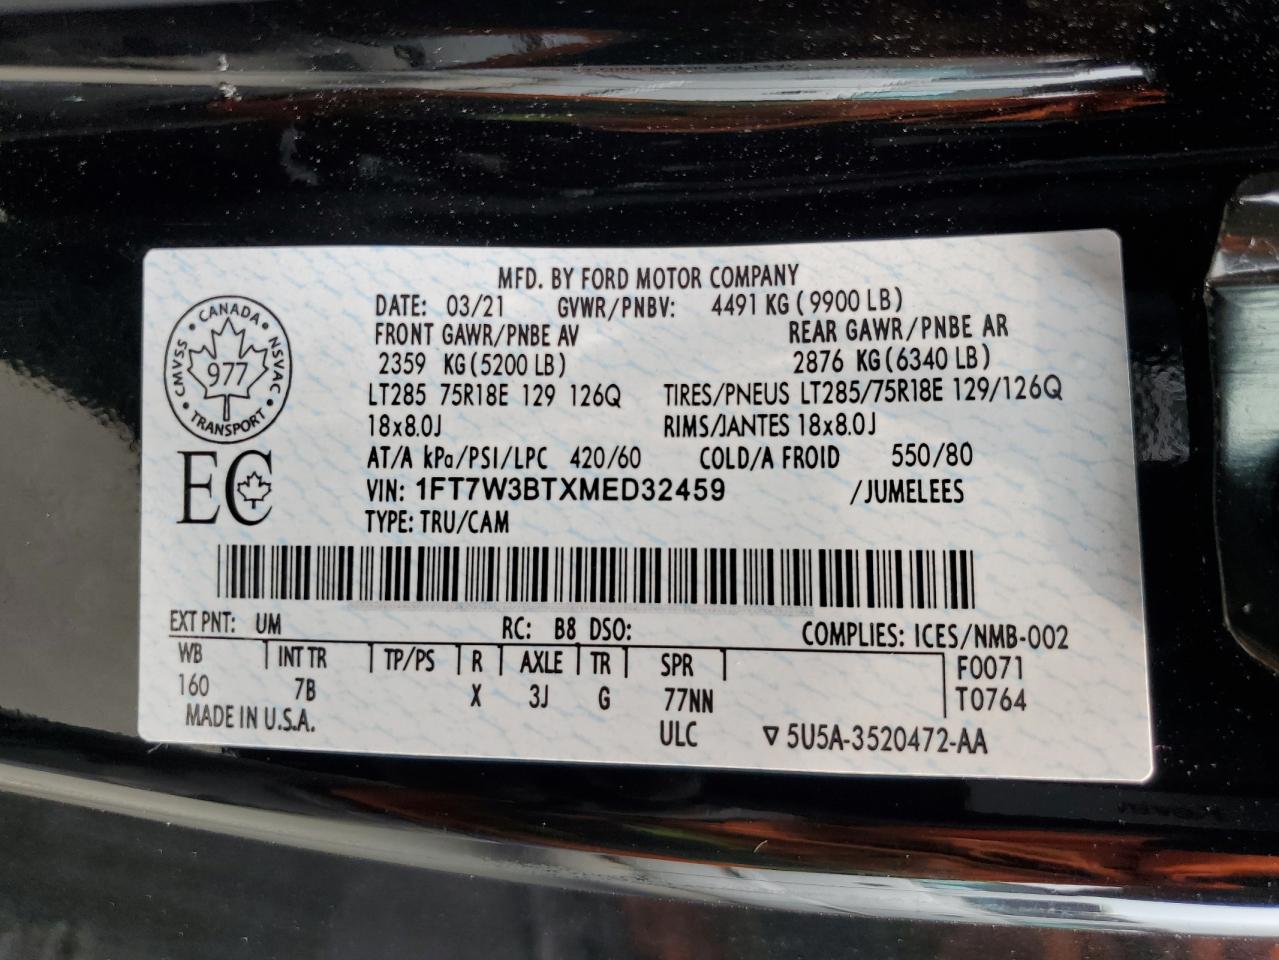 MFD. BY FORD MOTOR COMPANY
DATE: 03/21 GVWR/PNBV: 4491 KG (9900 LB)
FRONT GAWR/PNBE AV REAR GAWR/PNBE AR
2359 KG (5200 LB) 2876 KG (6340 LB)
LT285 75R18E 129 126Q TIRES/PNEUS LT285/75R18E 129/126Q
18x8.0J RIMS/JANTES 18x8.0J
AT/A kPa/PSI/LPC 420/60 COLD/A FROID 550/80
VIN: 1FT7W3BTXMED32459 /JUMELEES
TYPE: TRU/CAM
CANADA
CMVSS 977 NSVAC
TRANSPORT
EC
EXT PNT: UM RC: B8 DSO: COMPLIES: ICES/NMB-002
WB INT TR TP/PS R AXLE TR SPR F0071
160 7B X 3J G 77NN T0764
MADE IN U.S.A. ULC ∇ 5U5A-3520472-AA